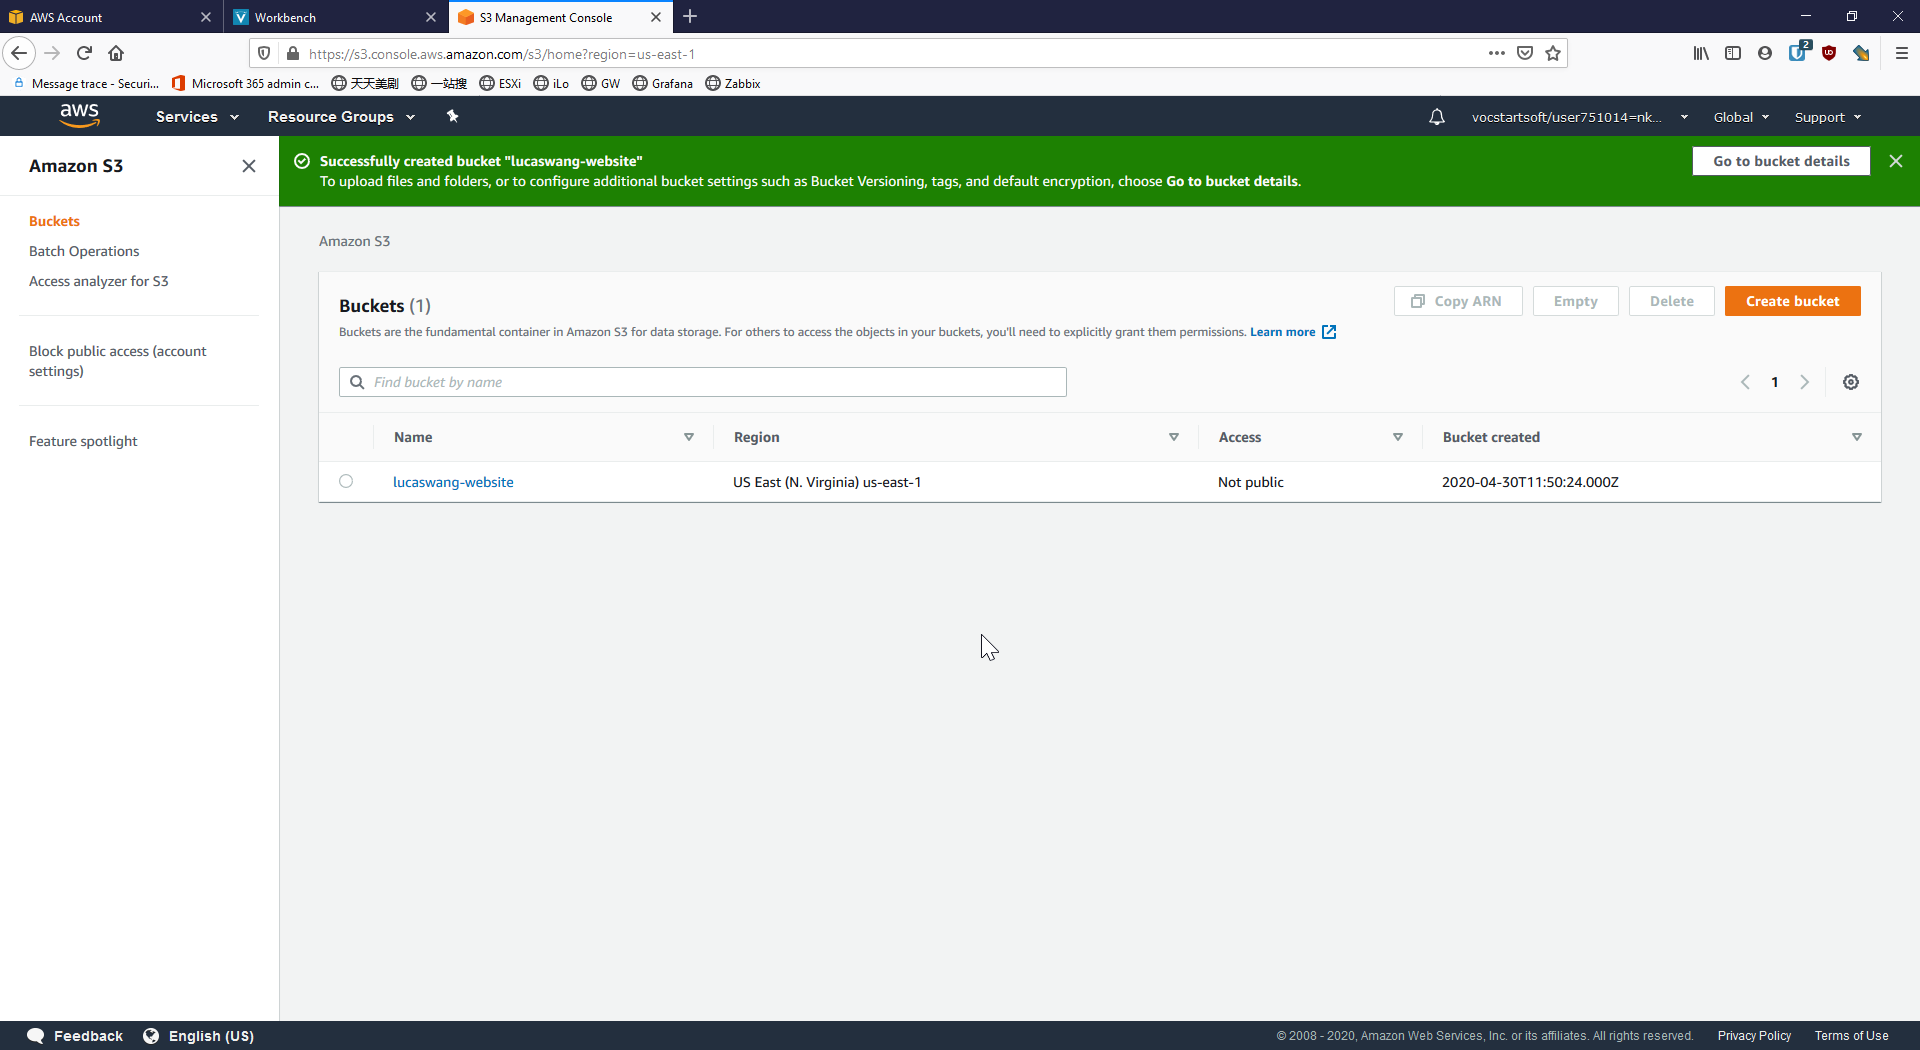 AWS Account
Workbench
S3 Management Console
https://s3.console.aws.amazon.com/s3/home?region=us-east-1
2
Message trace - Securi...
Microsoft 365 admin c...
天天美剧
一站搜
ESXi
iLo
GW
Grafana
Zabbix
aws
Services
Resource Groups
vocstartsoft/user751014=nk...
Global
Support
Amazon S3
Successfully created bucket "lucaswang-website"
To upload files and folders, or to configure additional bucket settings such as Bucket Versioning, tags, and default encryption, choose Go to bucket details.
Go to bucket details
Buckets
Batch Operations
Access analyzer for S3
Block public access (account
settings)
Feature spotlight
Amazon S3
Buckets (1)
Copy ARN
Empty
Delete
Create bucket
Buckets are the fundamental container in Amazon S3 for data storage. For others to access the objects in your buckets, you'll need to explicitly grant them permissions. Learn more
Find bucket by name
1
Name
Region
Access
Bucket created
lucaswang-website
US East (N. Virginia) us-east-1
Not public
2020-04-30T11:50:24.000Z
Feedback
English (US)
© 2008 - 2020, Amazon Web Services, Inc. or its affiliates. All rights reserved.
Privacy Policy
Terms of Use